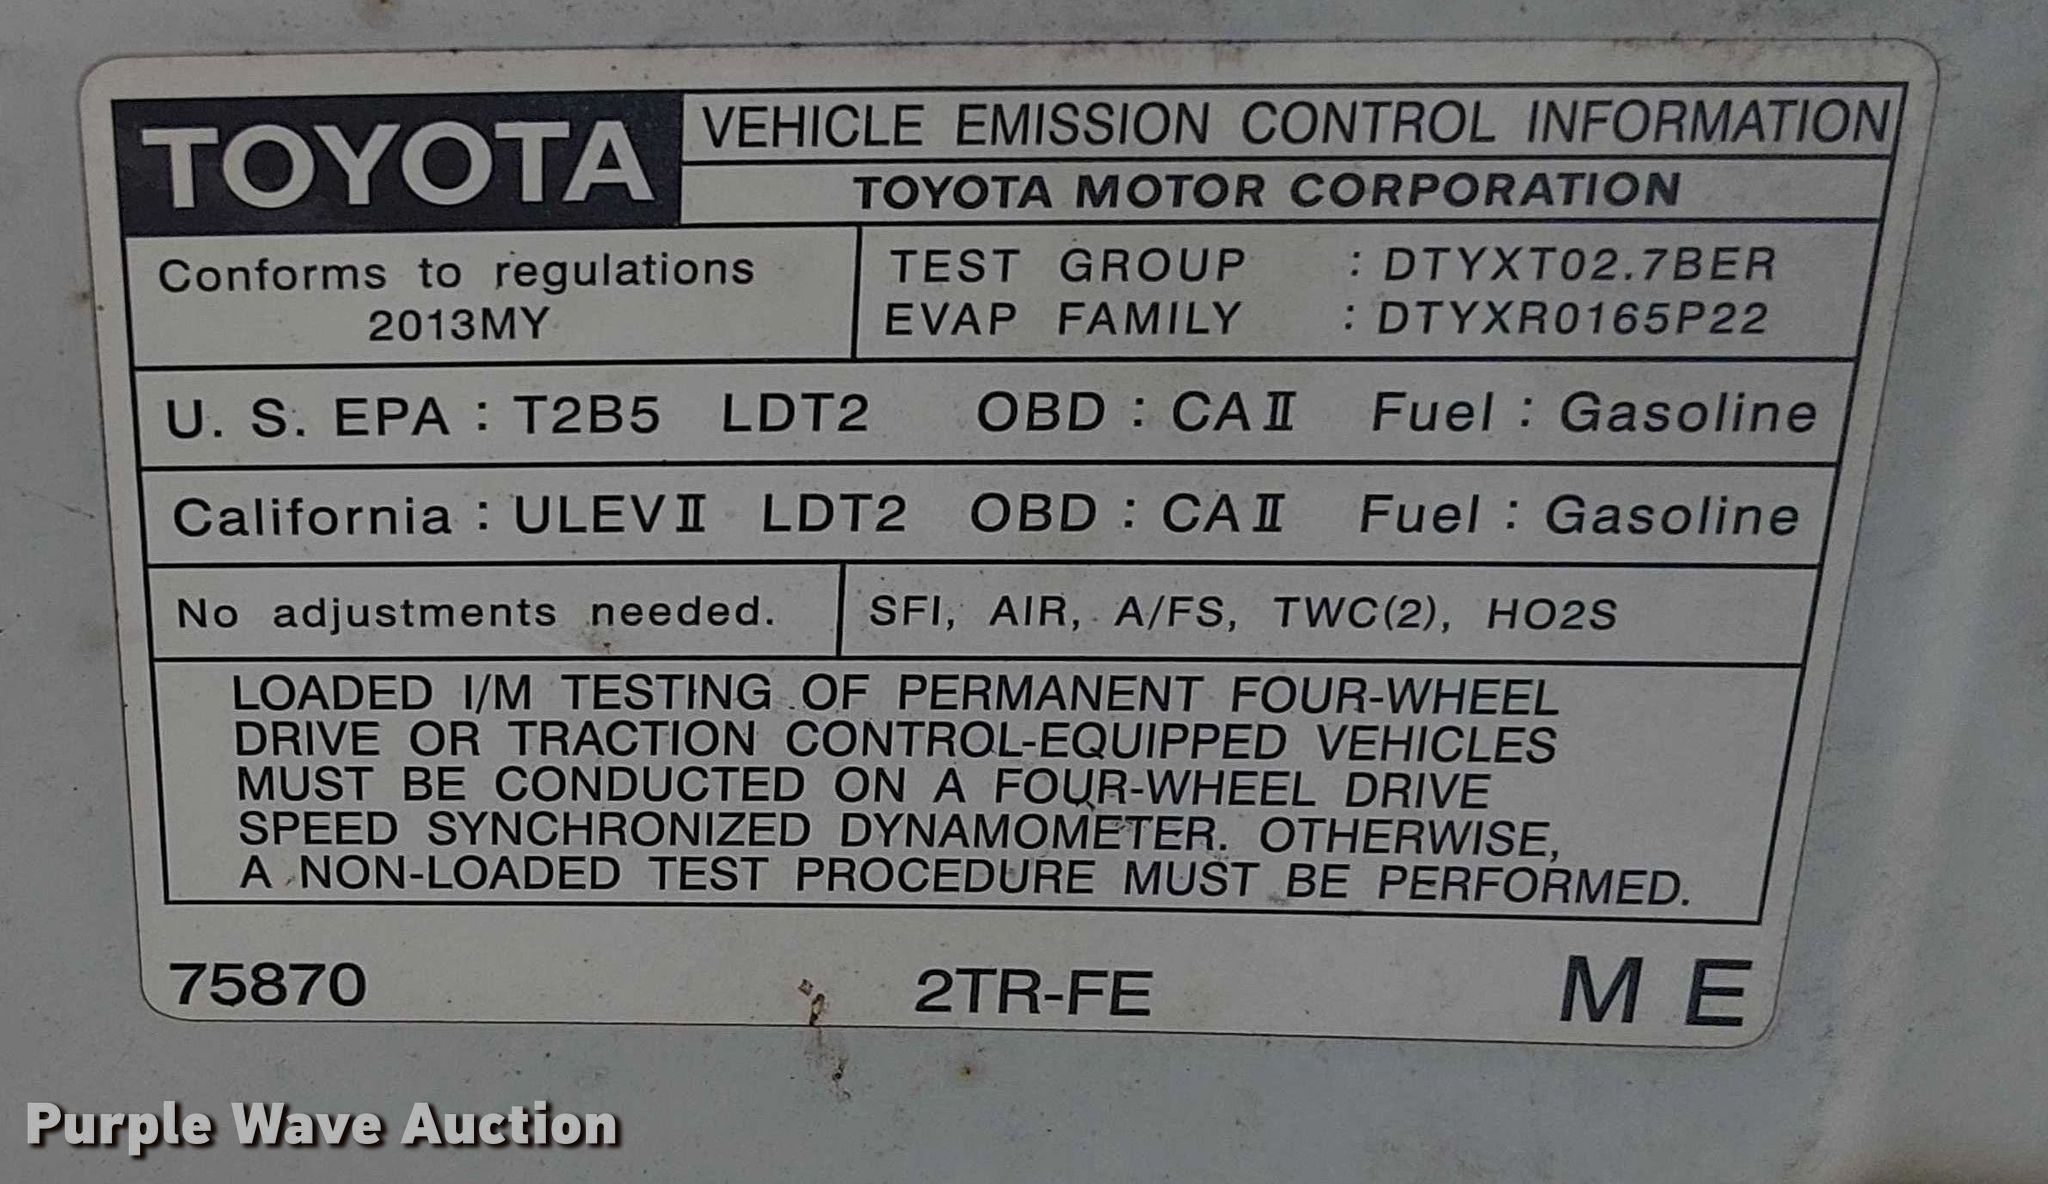 TOYOTA
VEHICLE EMISSION CONTROL INFORMATION
TOYOTA MOTOR CORPORATION
Conforms to regulations
2013MY
TEST GROUP : DTYXT02.7BER
EVAP FAMILY : DTYXR0165P22
U. S. EPA : T2B5 LDT2 OBD : CAⅡ Fuel : Gasoline
California : ULEVⅡ LDT2 OBD : CAⅡ Fuel : Gasoline
No adjustments needed.
SFI, AIR, A/FS, TWC(2), HO2S
LOADED I/M TESTING OF PERMANENT FOUR-WHEEL
DRIVE OR TRACTION CONTROL-EQUIPPED VEHICLES
MUST BE CONDUCTED ON A FOUR-WHEEL DRIVE
SPEED SYNCHRONIZED DYNAMOMETER. OTHERWISE,
A NON-LOADED TEST PROCEDURE MUST BE PERFORMED.
75870 2TR-FE M E
Purple Wave Auction